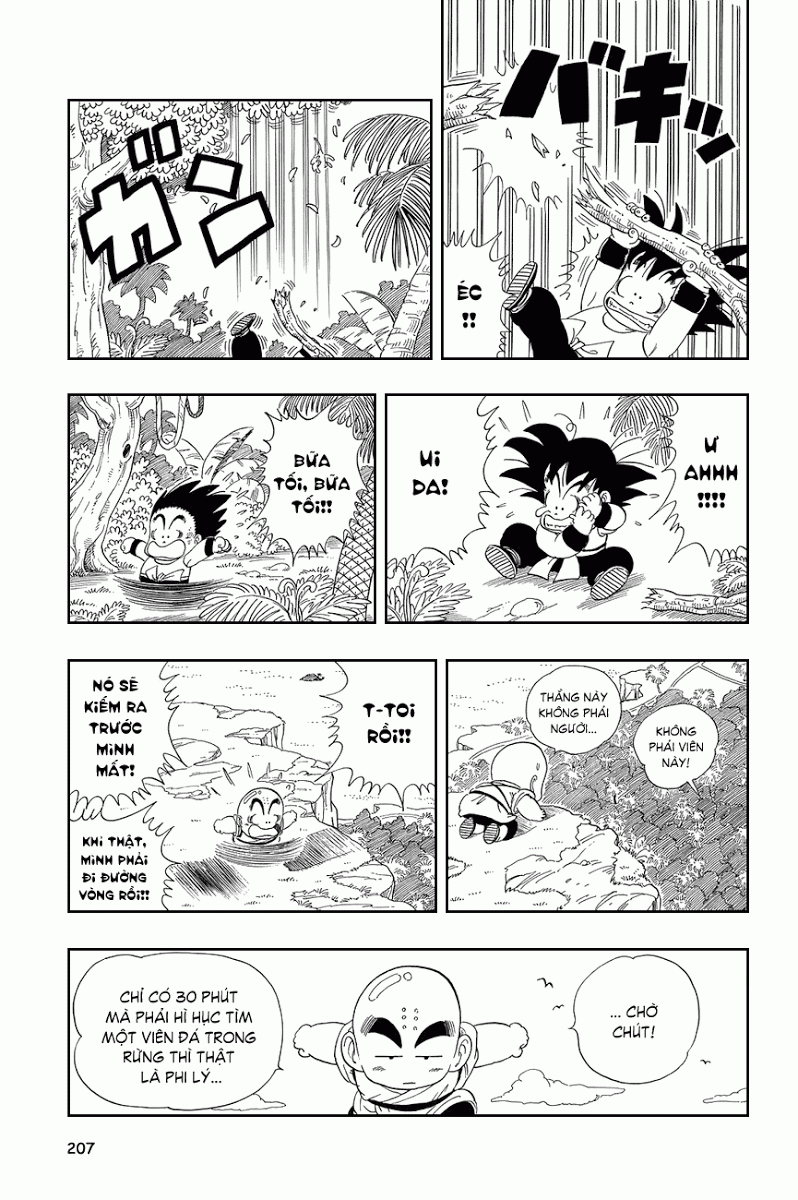 バキッ
ÉC
!!
ガンッ
Ư
AHHH
!!!!
UI
DA!
BỮA
TỐI, BỮA
TỐI!!
KHÔNG
PHẢI VIÊN
NÀY!
THẰNG NÀY
KHÔNG PHẢI
NGƯỜI...
T-TOI
RỒI!!
NÓ SẼ
KIẾM RA
TRƯỚC
MÌNH
MẤT!
KHỈ THẬT,
MÌNH PHẢI
ĐI ĐƯỜNG
VÒNG RỒI!!
... CHỜ
CHÚT!
CHỈ CÓ 30 PHÚT
MÀ PHẢI HÌ HỤC TÌM
MỘT VIÊN ĐÁ TRONG
RỪNG THÌ THẬT
LÀ PHI LÝ...
207